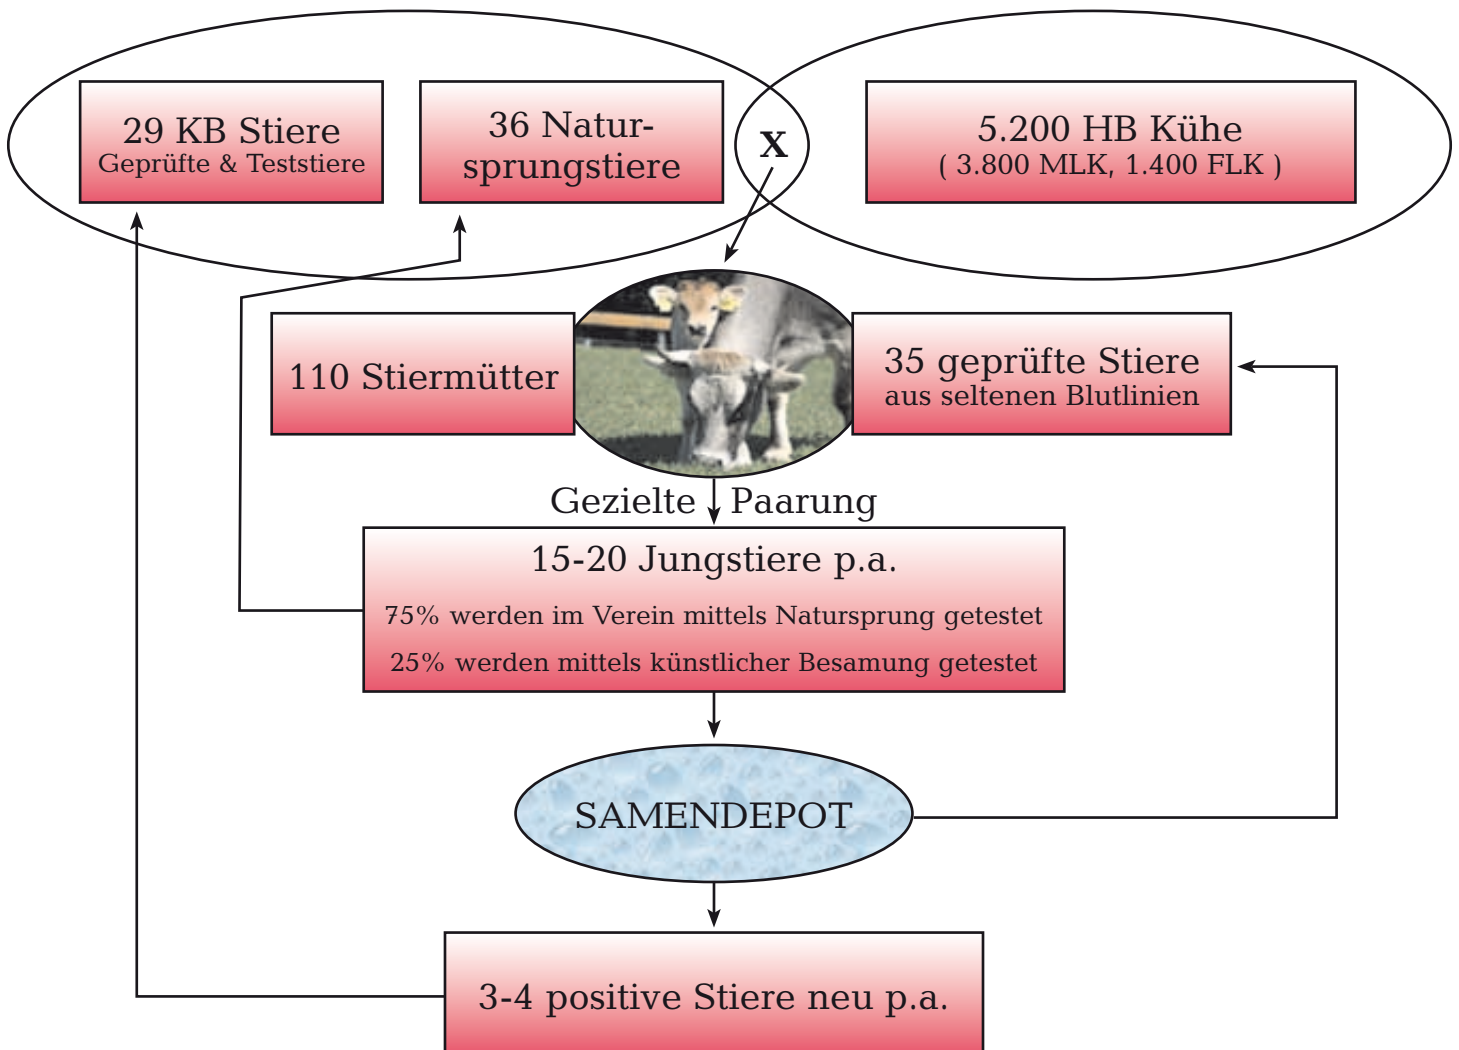 29 KB Stiere
Geprüfte & Teststiere
36 Natur-
sprungstiere
X
5.200 HB Kühe
( 3.800 MLK, 1.400 FLK )
110 Stiermütter
35 geprüfte Stiere
aus seltenen Blutlinien
Gezielte Paarung
15-20 Jungstiere p.a.
75% werden im Verein mittels Natursprung getestet
25% werden mittels künstlicher Besamung getestet
SAMENDEPOT
3-4 positive Stiere neu p.a.